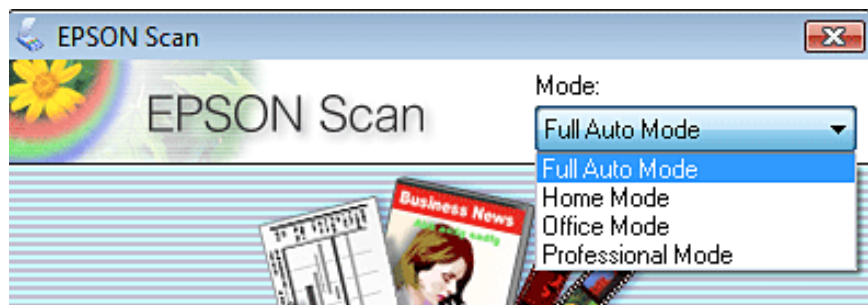 EPSON Scan
EPSON Scan
Mode:
Full Auto Mode
Full Auto Mode
Home Mode
Office Mode
Professional Mode
Business News